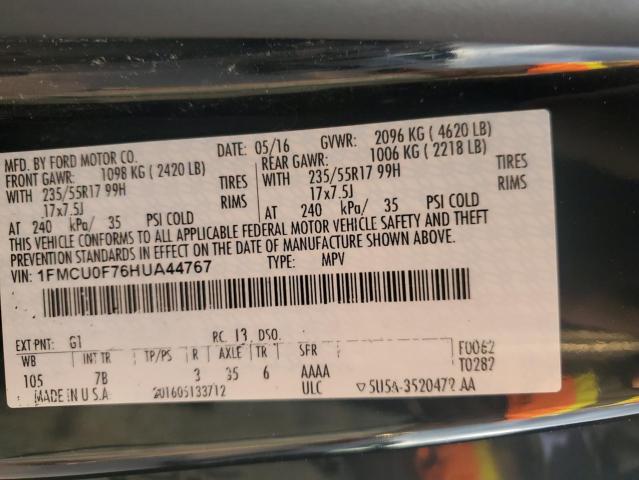 MFD. BY FORD MOTOR CO. DATE: 05/16 GVWR: 2096 KG ( 4620 LB)
FRONT GAWR: 1098 KG ( 2420 LB) REAR GAWR: 1006 KG ( 2218 LB)
WITH 235/55R17 99H TIRES WITH 235/55R17 99H TIRES
17x7.5J RIMS 17x7.5J RIMS
AT 240 kPa/ 35 PSI COLD AT 240 kPa/ 35 PSI COLD
THIS VEHICLE CONFORMS TO ALL APPLICABLE FEDERAL MOTOR VEHICLE SAFETY AND THEFT
PREVENTION STANDARDS IN EFFECT ON THE DATE OF MANUFACTURE SHOWN ABOVE.
VIN: 1FMCU0F76HUA44767 TYPE: MPV
EXT PNT: G1 RC: 13 DSO: F0062
WB INT TR TP/PS R AXLE TR SFR T0282
105 7B 3 35 6 AAAA
MADE IN U.S.A. 201605133712 ULC 5U5A-3520472 AA